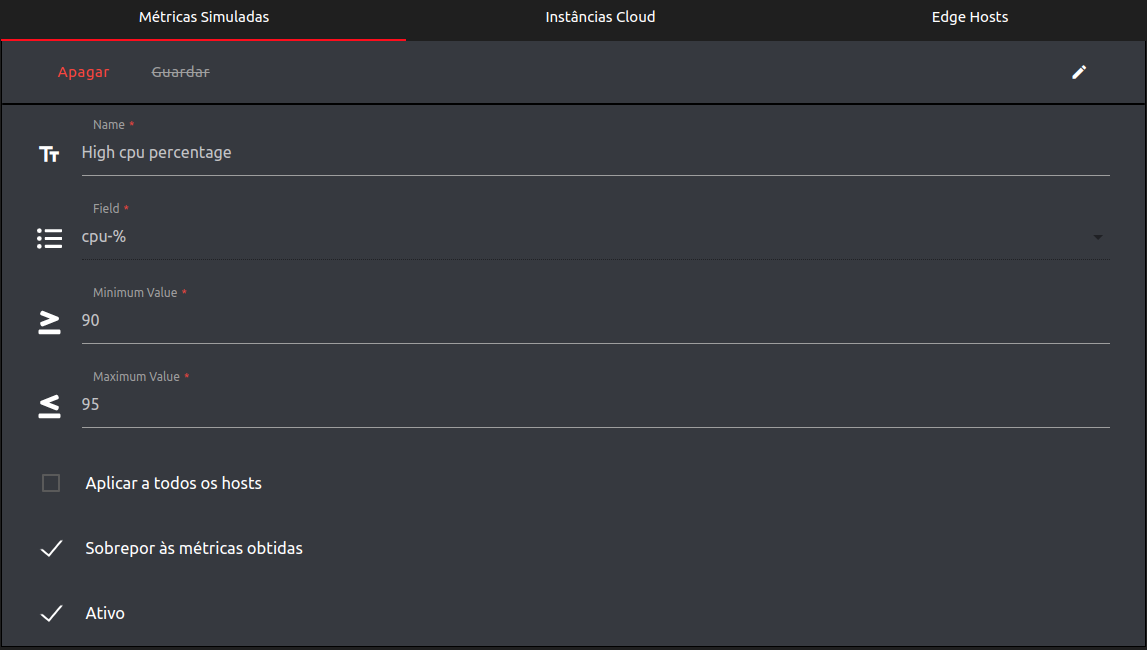 Métricas Simuladas
Instâncias Cloud
Edge Hosts
Apagar
Guardar
Name *
High cpu percentage
Field *
cpu-%
Minimum Value *
90
Maximum Value *
95
Aplicar a todos os hosts
Sobrepor às métricas obtidas
Ativo